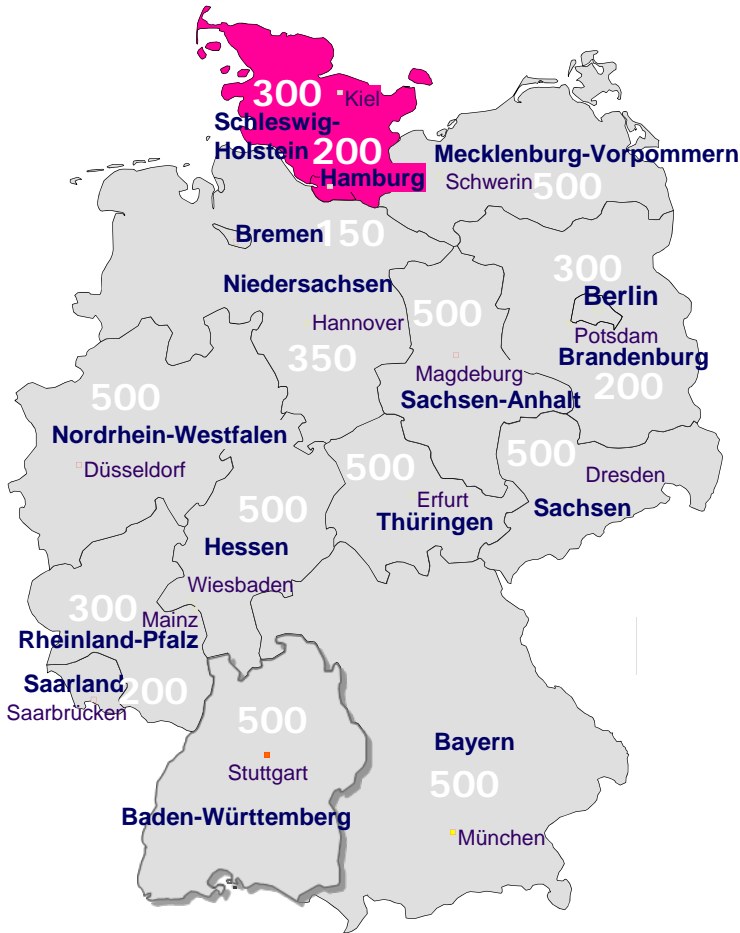 300
Kiel
Schleswig-
Holstein
200
Hamburg
Mecklenburg-Vorpommern
Schwerin
500
Bremen
150
Niedersachsen
Hannover
350
500
Magdeburg
Sachsen-Anhalt
300
Berlin
Potsdam
Brandenburg
200
500
Nordrhein-Westfalen
Düsseldorf
500
Hessen
Wiesbaden
500
Erfurt
Thüringen
500
Dresden
Sachsen
300
Mainz
Rheinland-Pfalz
Saarland
200
Saarbrücken
500
Stuttgart
Baden-Württemberg
Bayern
500
München